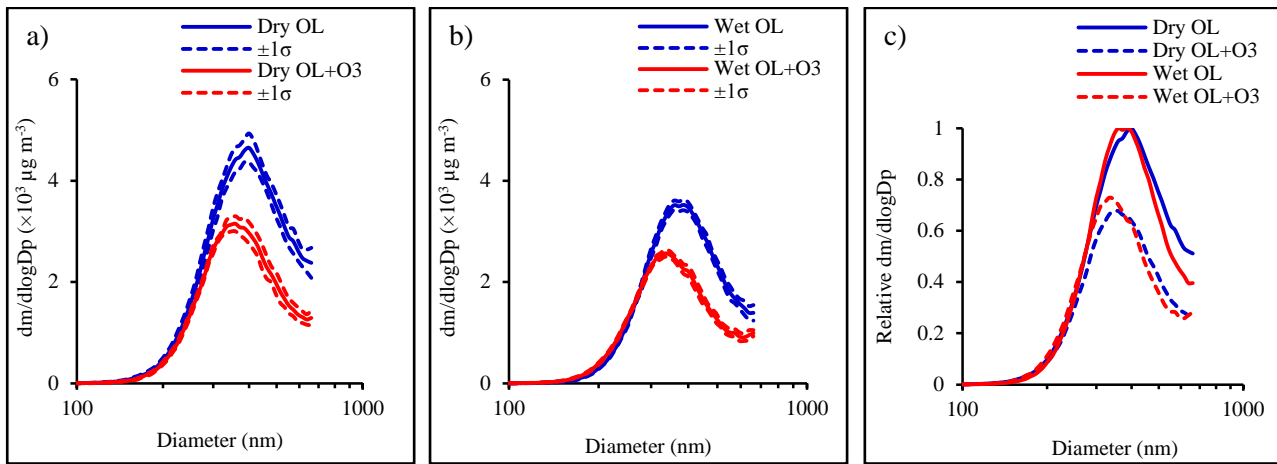 a)
Dry OL
±1σ
Dry OL+O3
±1σ
dm/dlogDp (×10³ µg m⁻³)
6
4
2
0
100
1000
Diameter (nm)
b)
Wet OL
±1σ
Wet OL+O3
±1σ
dm/dlogDp (×10³ µg m⁻³)
6
4
2
0
100
1000
Diameter (nm)
c)
Dry OL
Dry OL+O3
Wet OL
Wet OL+O3
Relative dm/dlogDp
1
0.8
0.6
0.4
0.2
0
100
1000
Diameter (nm)